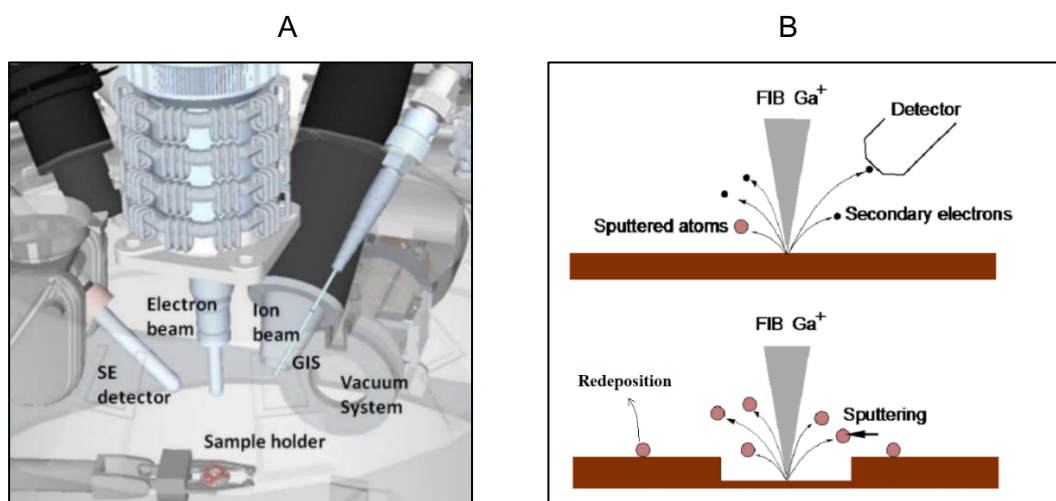 A
B
Electron
beam
Ion
beam
GIS
SE
detector
Vacuum
System
Sample holder
FIB Ga+
Detector
Sputtered atoms
Secondary electrons
FIB Ga+
Redeposition
Sputtering